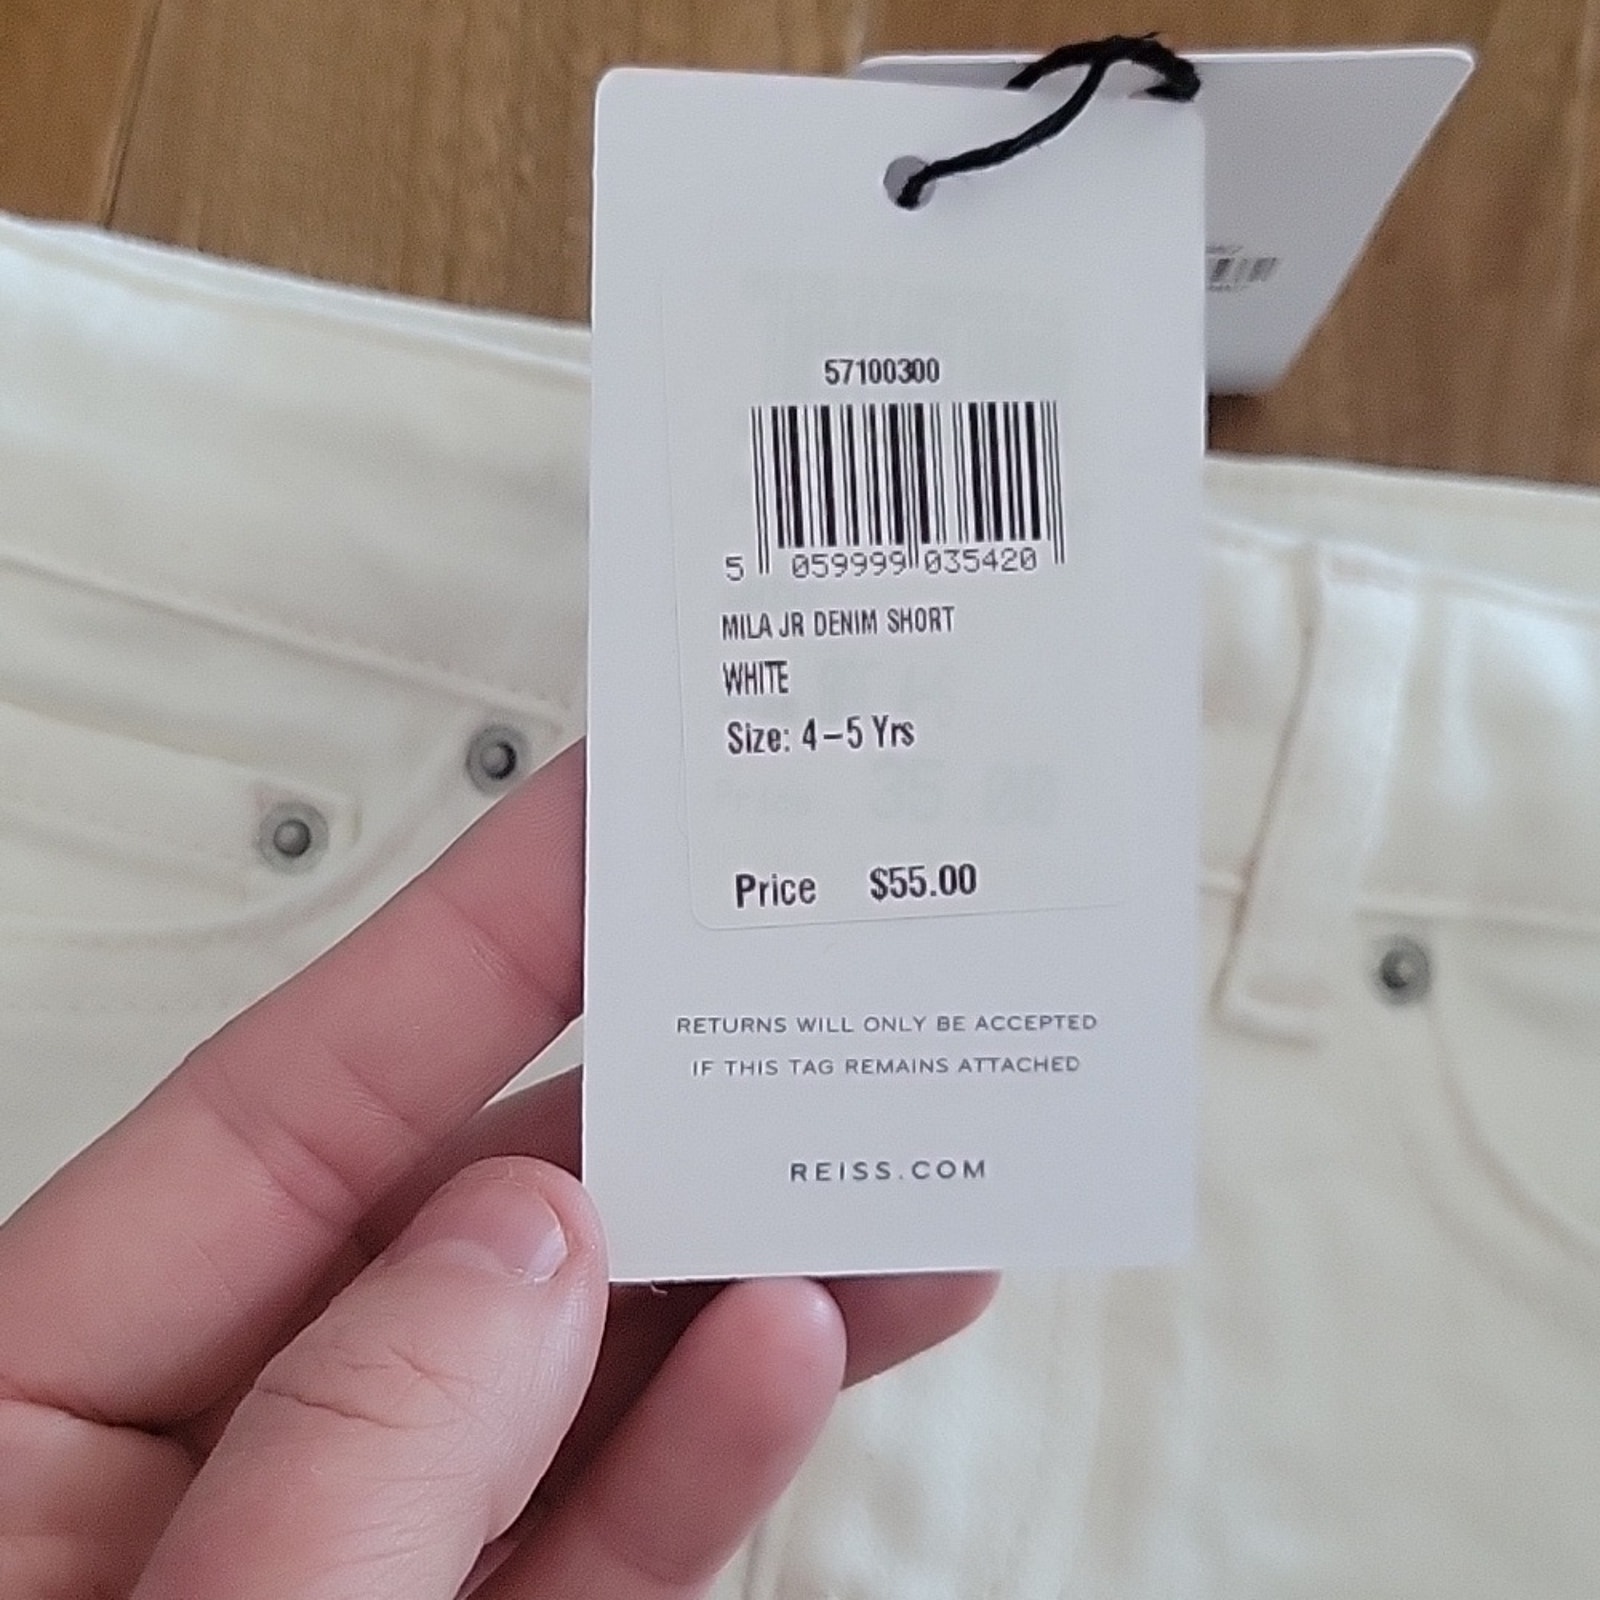 57100300
5 059999 035420
MILA JR DENIM SHORT
WHITE
Size: 4-5 Yrs
Price $55.00
RETURNS WILL ONLY BE ACCEPTED
IF THIS TAG REMAINS ATTACHED
REISS.COM